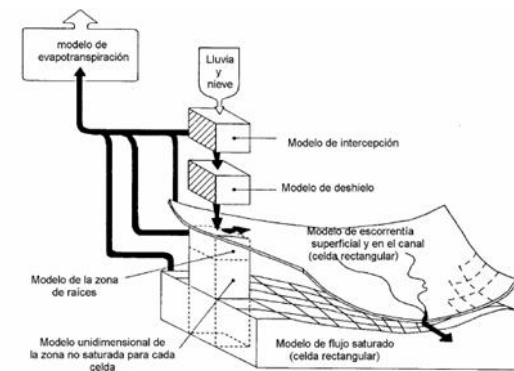 modelo de
evapotranspiración
Lluvia
y
nieve
Modelo de intercepción
Modelo de deshielo
Modelo de escorrentía
superficial y en el canal
(celda rectangular)
Modelo de la zona
de raíces
Modelo unidimensional de
la zona no saturada para cada
celda
Modelo de flujo saturado
(celda rectangular)